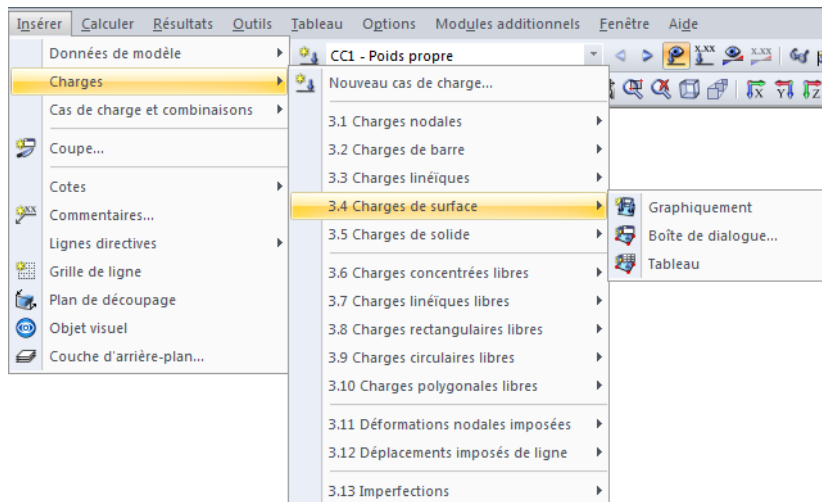 Insérer Calculer Résultats Outils Tableau Options Modules additionnels Fenêtre Aide
Données de modèle
Charges
Cas de charge et combinaisons
Coupe...
Cotes
Commentaires...
Lignes directives
Grille de ligne
Plan de découpage
Objet visuel
Couche d'arrière-plan...
CC1 - Poids propre
Nouveau cas de charge...
3.1 Charges nodales
3.2 Charges de barre
3.3 Charges linéïques
3.4 Charges de surface
3.5 Charges de solide
3.6 Charges concentrées libres
3.7 Charges linéïques libres
3.8 Charges rectangulaires libres
3.9 Charges circulaires libres
3.10 Charges polygonales libres
3.11 Déformations nodales imposées
3.12 Déplacements imposés de ligne
3.13 Imperfections
Graphiquement
Boîte de dialogue...
Tableau